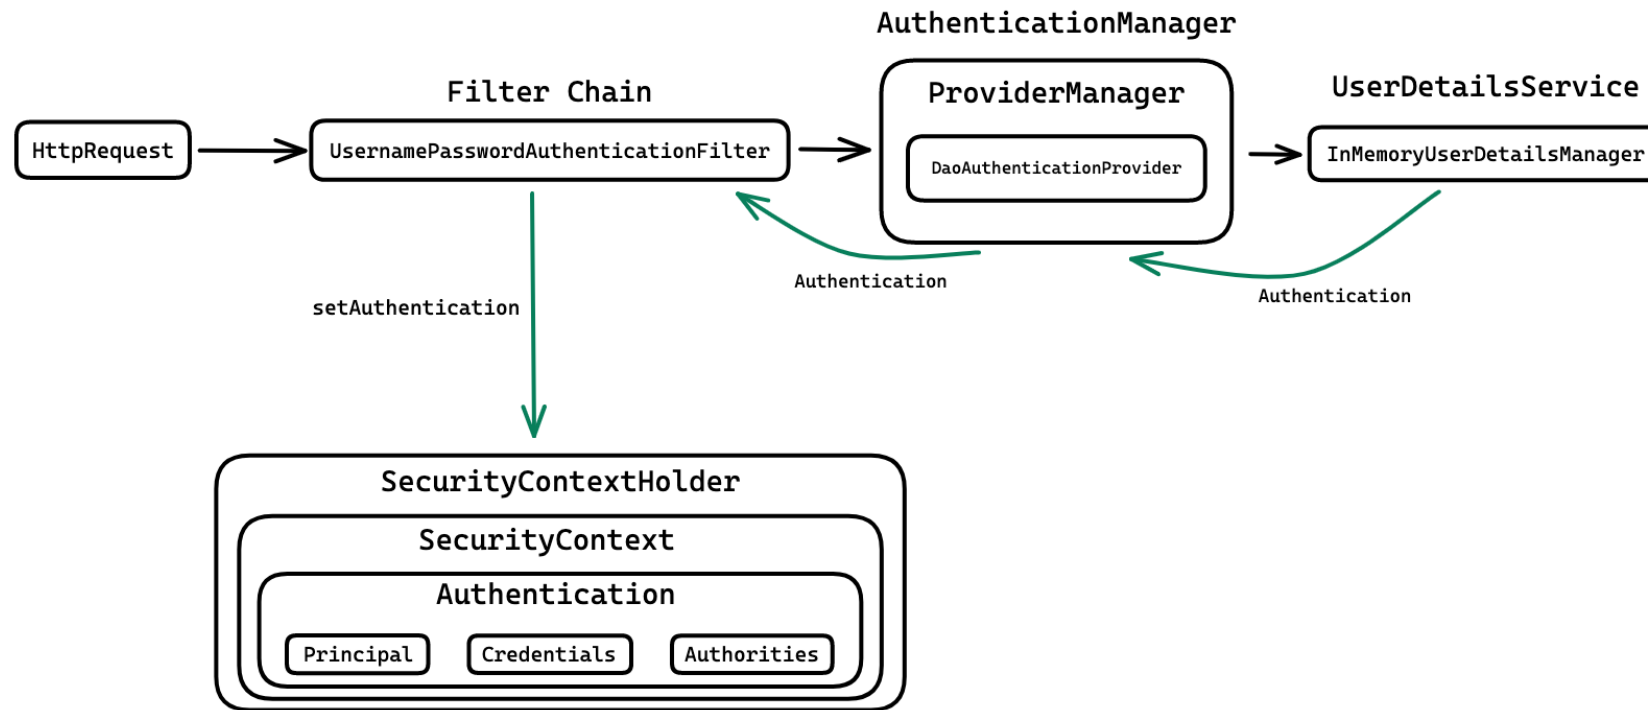 AuthenticationManager
Filter Chain
ProviderManager
UserDetailsService
HttpRequest
UsernamePasswordAuthenticationFilter
DaoAuthenticationProvider
InMemoryUserDetailsManager
Authentication
Authentication
setAuthentication
SecurityContextHolder
SecurityContext
Authentication
Principal
Credentials
Authorities